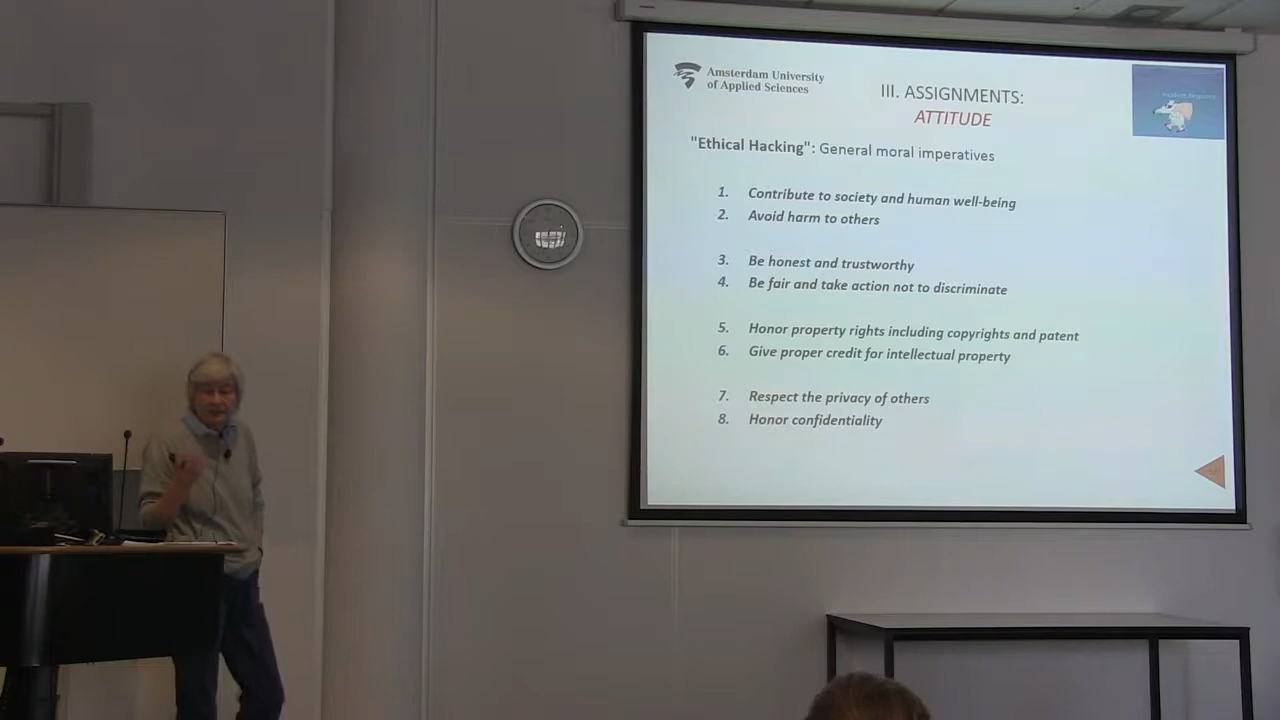 Amsterdam University
of Applied Sciences
III. ASSIGNMENTS:
ATTITUDE
"Ethical Hacking": General moral imperatives
1. Contribute to society and human well-being
2. Avoid harm to others
3. Be honest and trustworthy
4. Be fair and take action not to discriminate
5. Honor property rights including copyrights and patent
6. Give proper credit for intellectual property
7. Respect the privacy of others
8. Honor confidentiality